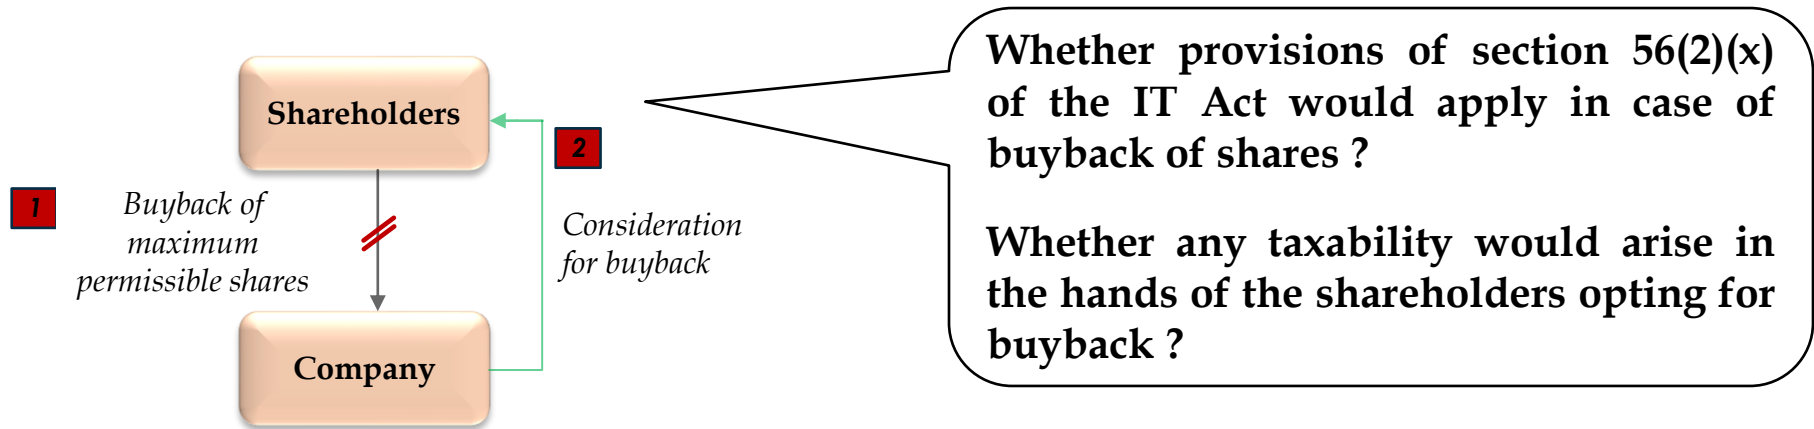 Shareholders
1
Buyback of
maximum
permissible shares
2
Consideration
for buyback
Company
Whether provisions of section 56(2)(x)
of the IT Act would apply in case of
buyback of shares ?
Whether any taxability would arise in
the hands of the shareholders opting for
buyback ?